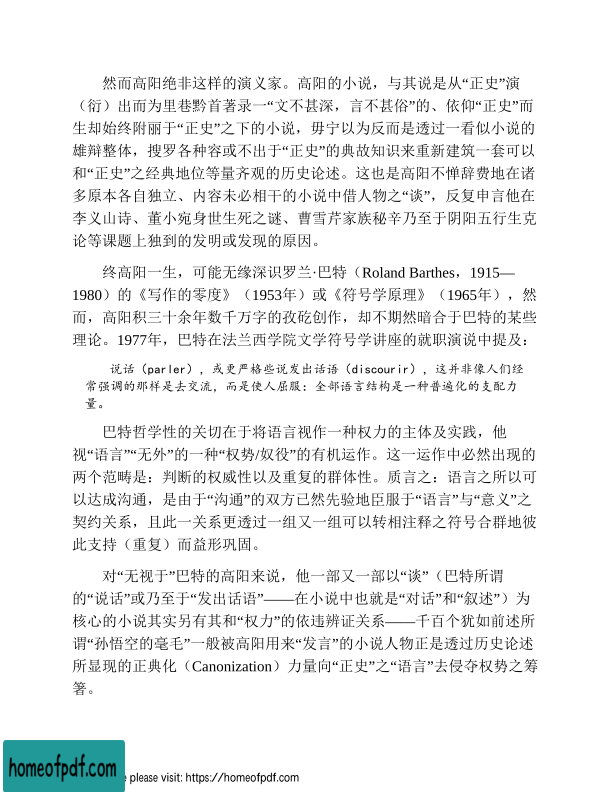 然而高阳绝非这样的演义家。高阳的小说，与其说是从“正史”演
（衍）出而为里巷黔首著录一“文不甚深，言不甚俗”的、依仰“正史”而
生却始终附丽于“正史”之下的小说，毋宁以为反而是透过一看似小说的
雄辩整体，搜罗各种容或不出于“正史”的典故知识来重新建筑一套可以
和“正史”之经典地位等量齐观的历史论述。这也是高阳不惮辞费地在诸
多原本各自独立、内容未必相干的小说中借人物之“谈”，反复申言他在
李义山诗、董小宛身世生死之谜、曹雪芹家族秘辛乃至于阴阳五行生克
论等课题上独到的发明或发现的原因。
终高阳一生，可能无缘深识罗兰·巴特（Roland Barthes，1915—
1980）的《写作的零度》（1953年）或《符号学原理》（1965年），然
而，高阳积三十余年数千万字的孜矻创作，却不期然暗合于巴特的某些
理论。1977年，巴特在法兰西学院文学符号学讲座的就职演说中提及：
说话（parler），或更严格些说发出话语（discourir），这并非像人们经
常强调的那样是去交流，而是使人屈服：全部语言结构是一种普遍化的支配力
量。
巴特哲学性的关切在于将语言视作一种权力的主体及实践，他
视“语言”“无外”的一种“权势/奴役”的有机运作。这一运作中必然出现的
两个范畴是：判断的权威性以及重复的群体性。质言之：语言之所以可
以达成沟通，是由于“沟通”的双方已然先验地臣服于“语言”与“意义”之
契约关系，且此一关系更透过一组又一组可以转相注释之符号合群地彼
此支持（重复）而益形巩固。
对“无视于”巴特的高阳来说，他一部又一部以“谈”（巴特所谓
的“说话”或乃至于“发出话语”——在小说中也就是“对话”和“叙述”）为
核心的小说其实另有其和“权力”的依违辨证关系——千百个犹如前述所
谓“孙悟空的毫毛”一般被高阳用来“发言”的小说人物正是透过历史论述
所显现的正典化（Canonization）力量向“正史”之“语言”去侵夺权势之筹
箸。
homeofpdf.com
e please visit: https://homeofpdf.com